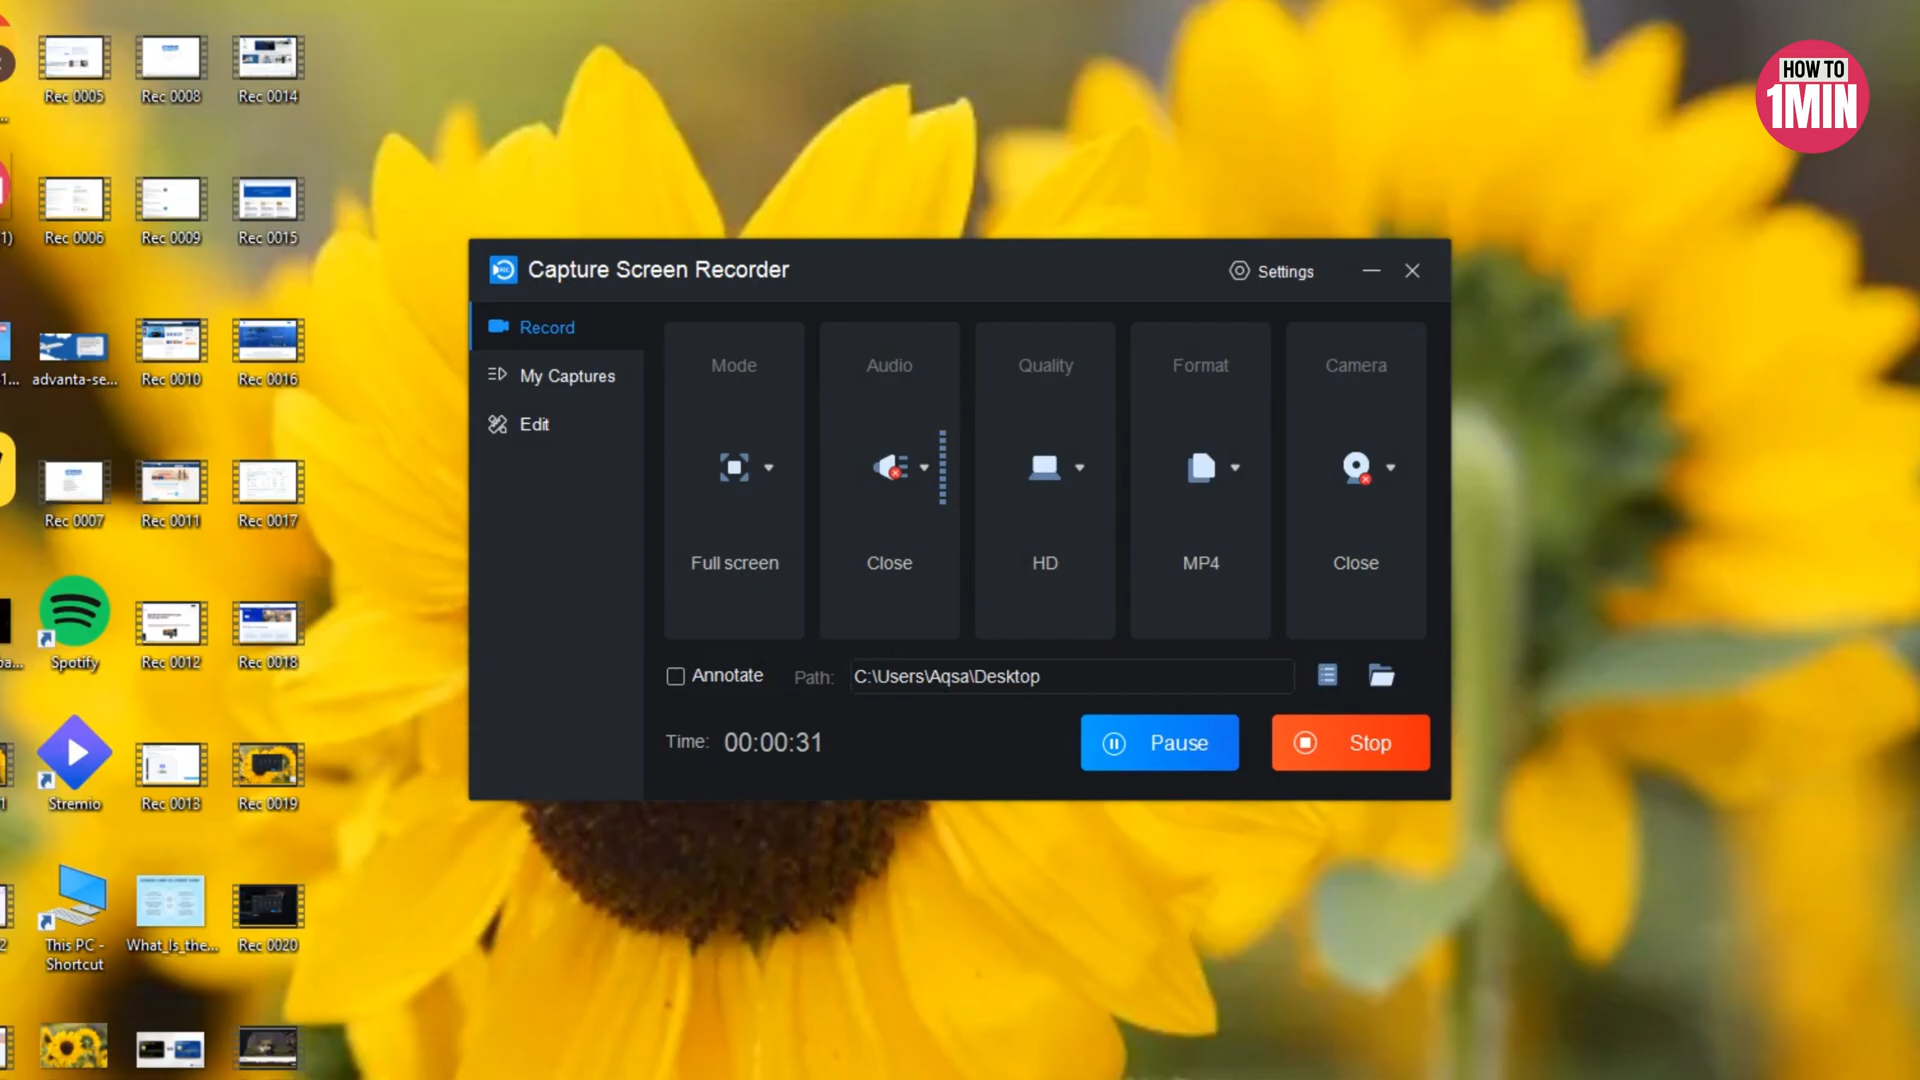 Rec 0005
Rec 0008
Rec 0014
HOW TO
1MIN
1)
Rec 0006
Rec 0009
Rec 0015
Capture Screen Recorder
Settings
Record
My Captures
Edit
Mode
Audio
Quality
Format
Camera
Full screen
Close
HD
MP4
Close
Annotate
Path:
C:\Users\Aqsa\Desktop
Time:
00:00:31
Pause
Stop
1...
advanta-se...
Rec 0010
Rec 0016
Rec 0007
Rec 0011
Rec 0017
Spotify
Rec 0012
Rec 0018
Stremio
Rec 0013
Rec 0019
This PC -
Shortcut
What_Is_the...
Rec 0020